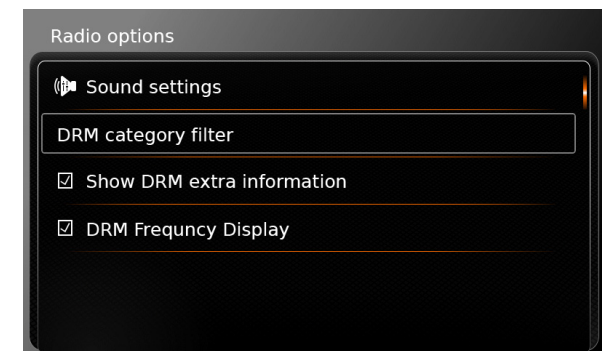 Radio options
Sound settings
DRM category filter
Show DRM extra information
DRM Frequncy Display